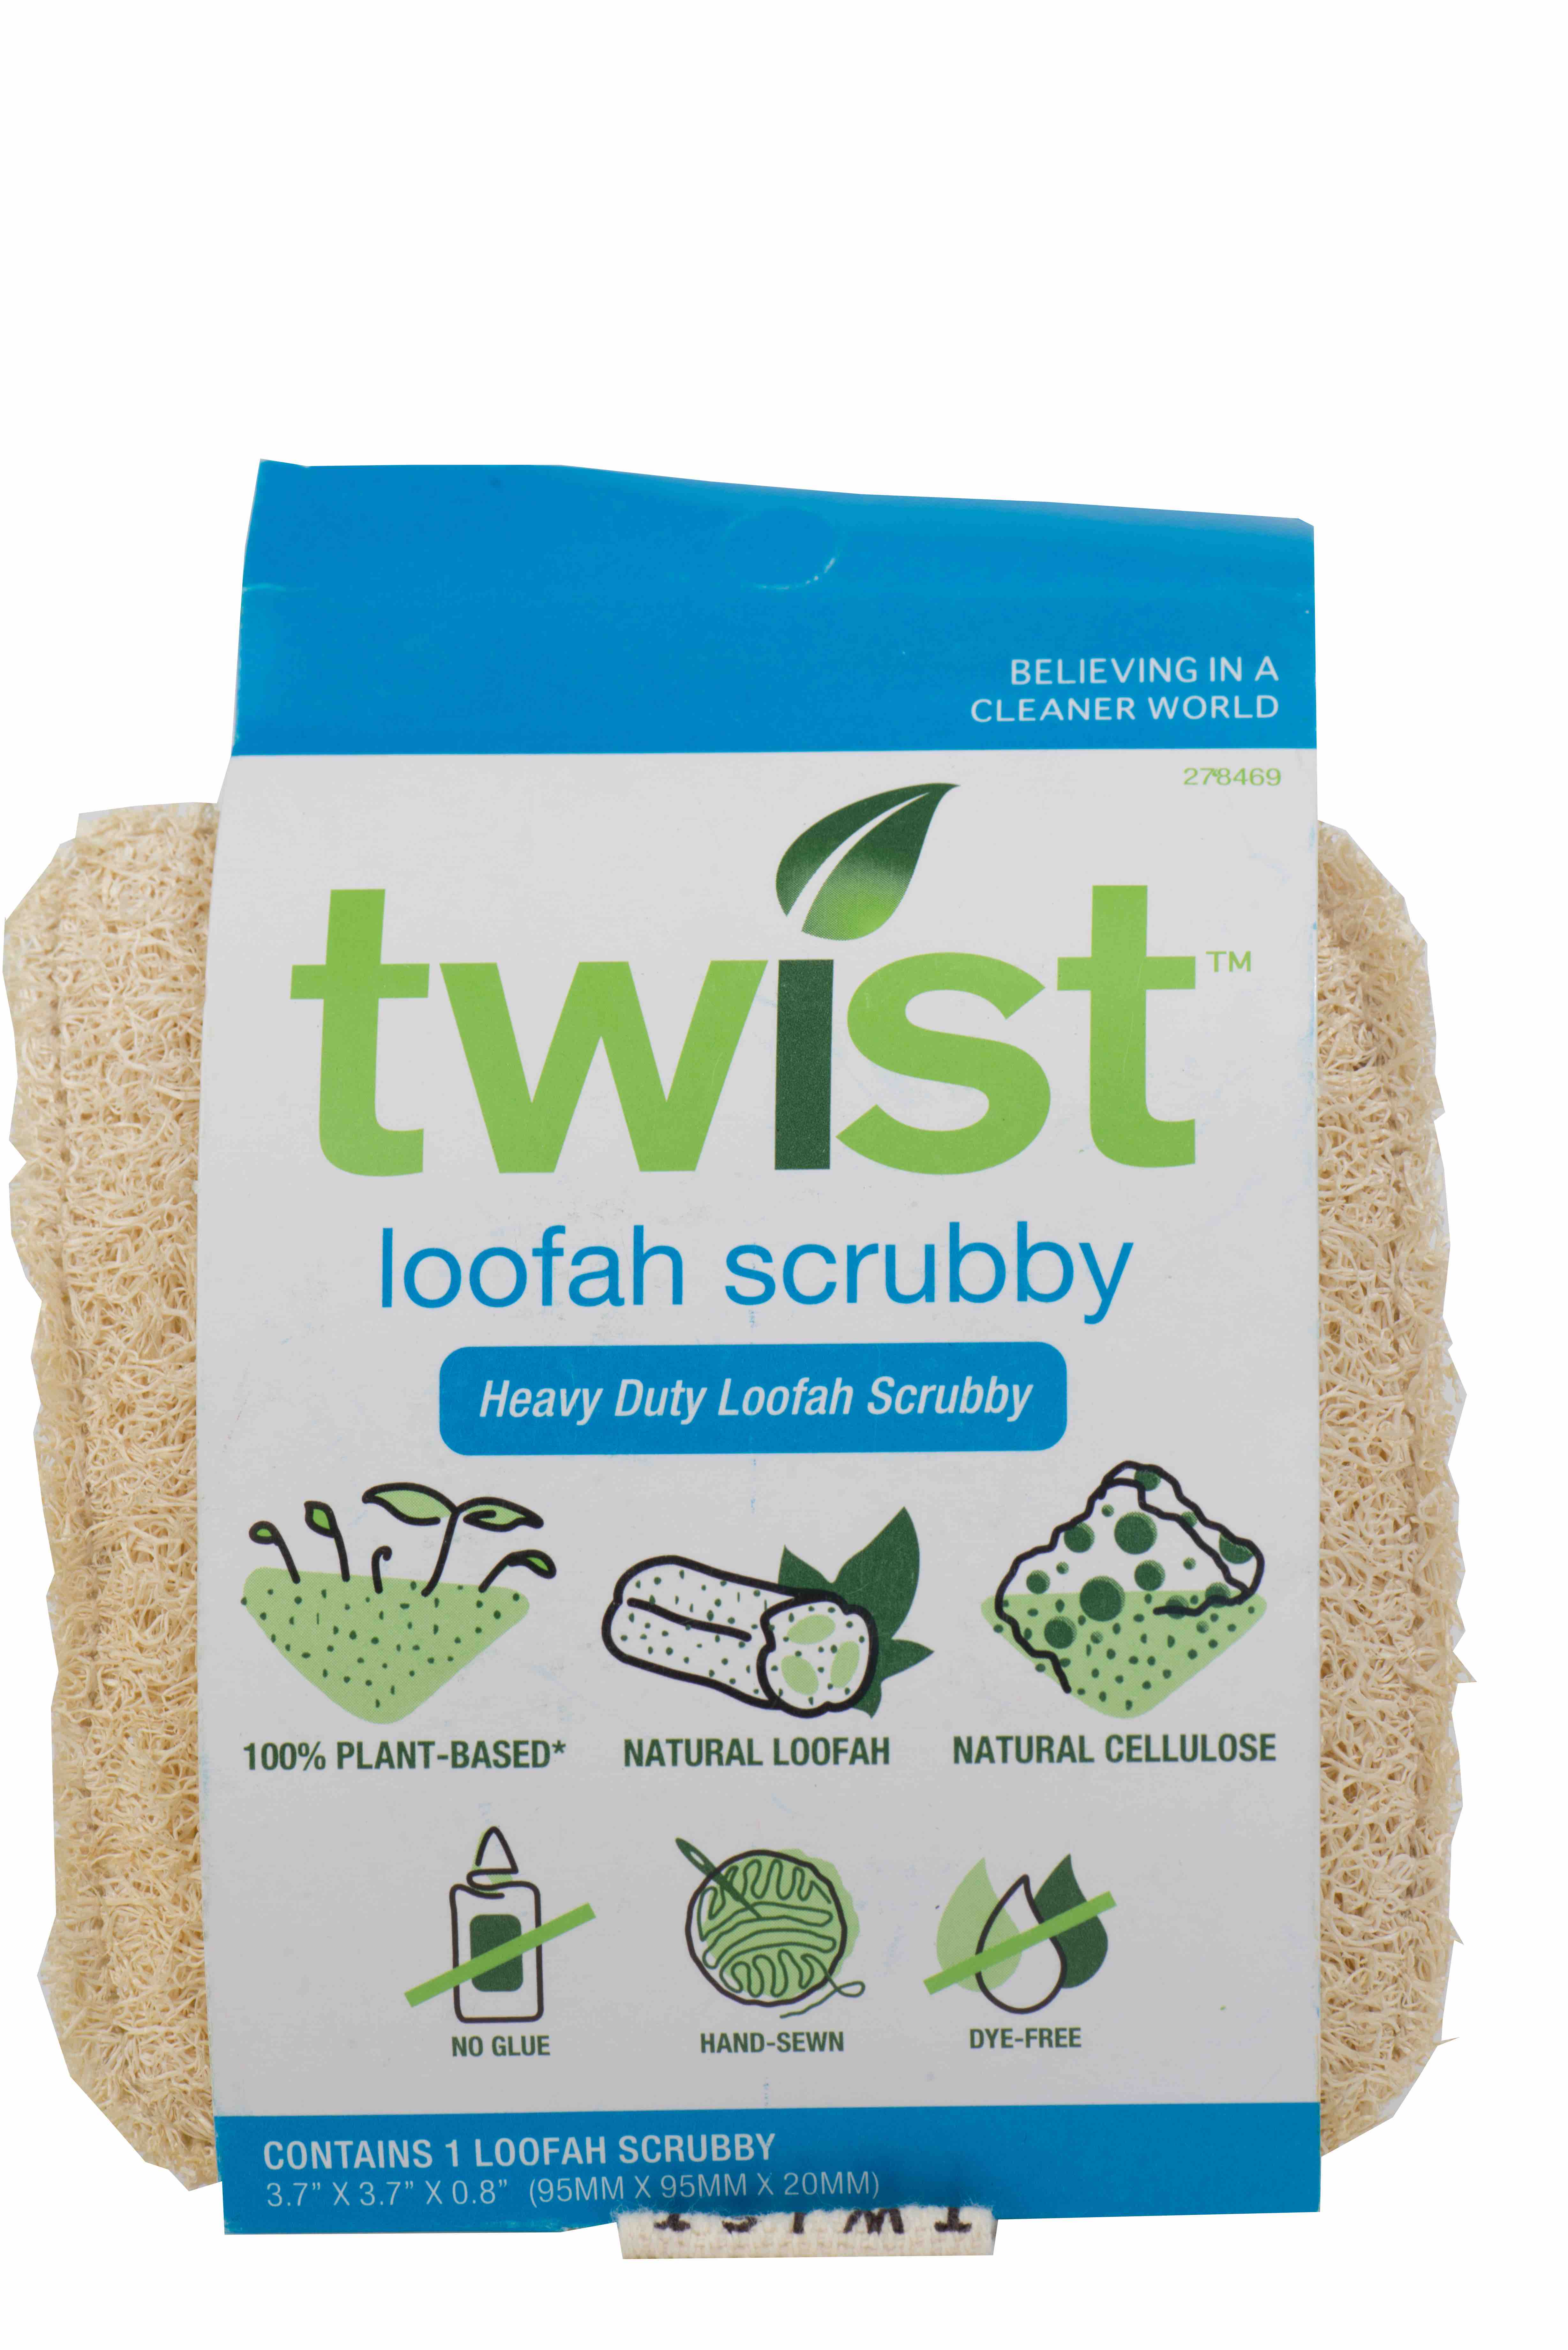 BELIEVING IN A
CLEANER WORLD
278469
twist™
loofah scrubby
Heavy Duty Loofah Scrubby
100% PLANT-BASED*
NATURAL LOOFAH
NATURAL CELLULOSE
NO GLUE
HAND-SEWN
DYE-FREE
CONTAINS 1 LOOFAH SCRUBBY
3.7” X 3.7” X 0.8” (95MM X 95MM X 20MM)
TWIST